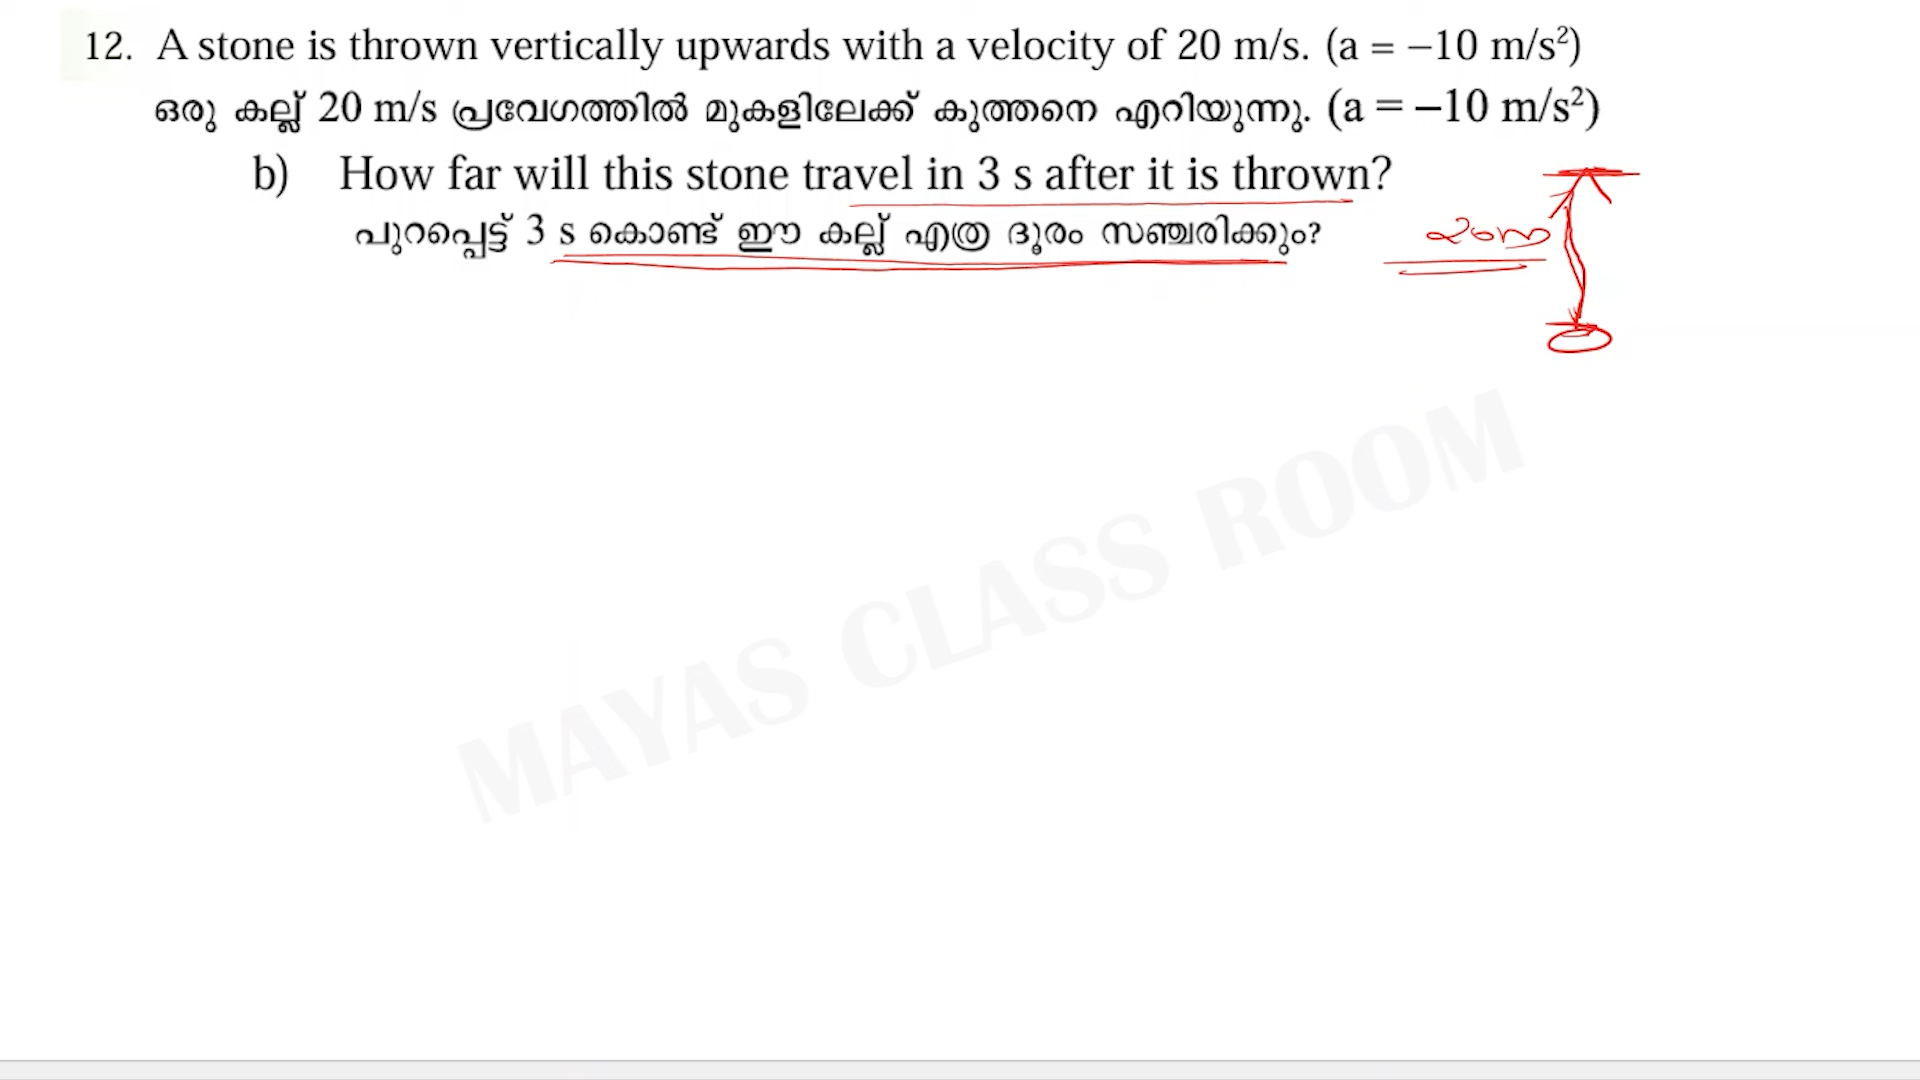 12. A stone is thrown vertically upwards with a velocity of 20 m/s. (a = –10 m/s²)
ഒരു കല്ല് 20 m/s പ്രവേഗത്തിൽ മുകളിലേക്ക് കുത്തനെ എറിയുന്നു. (a = –10 m/s²)
b) How far will this stone travel in 3 s after it is thrown?
പുറപ്പെട്ട് 3 s കൊണ്ട് ഈ കല്ല് എത്ര ദൂരം സഞ്ചരിക്കും?
MAYAS CLASS ROOM